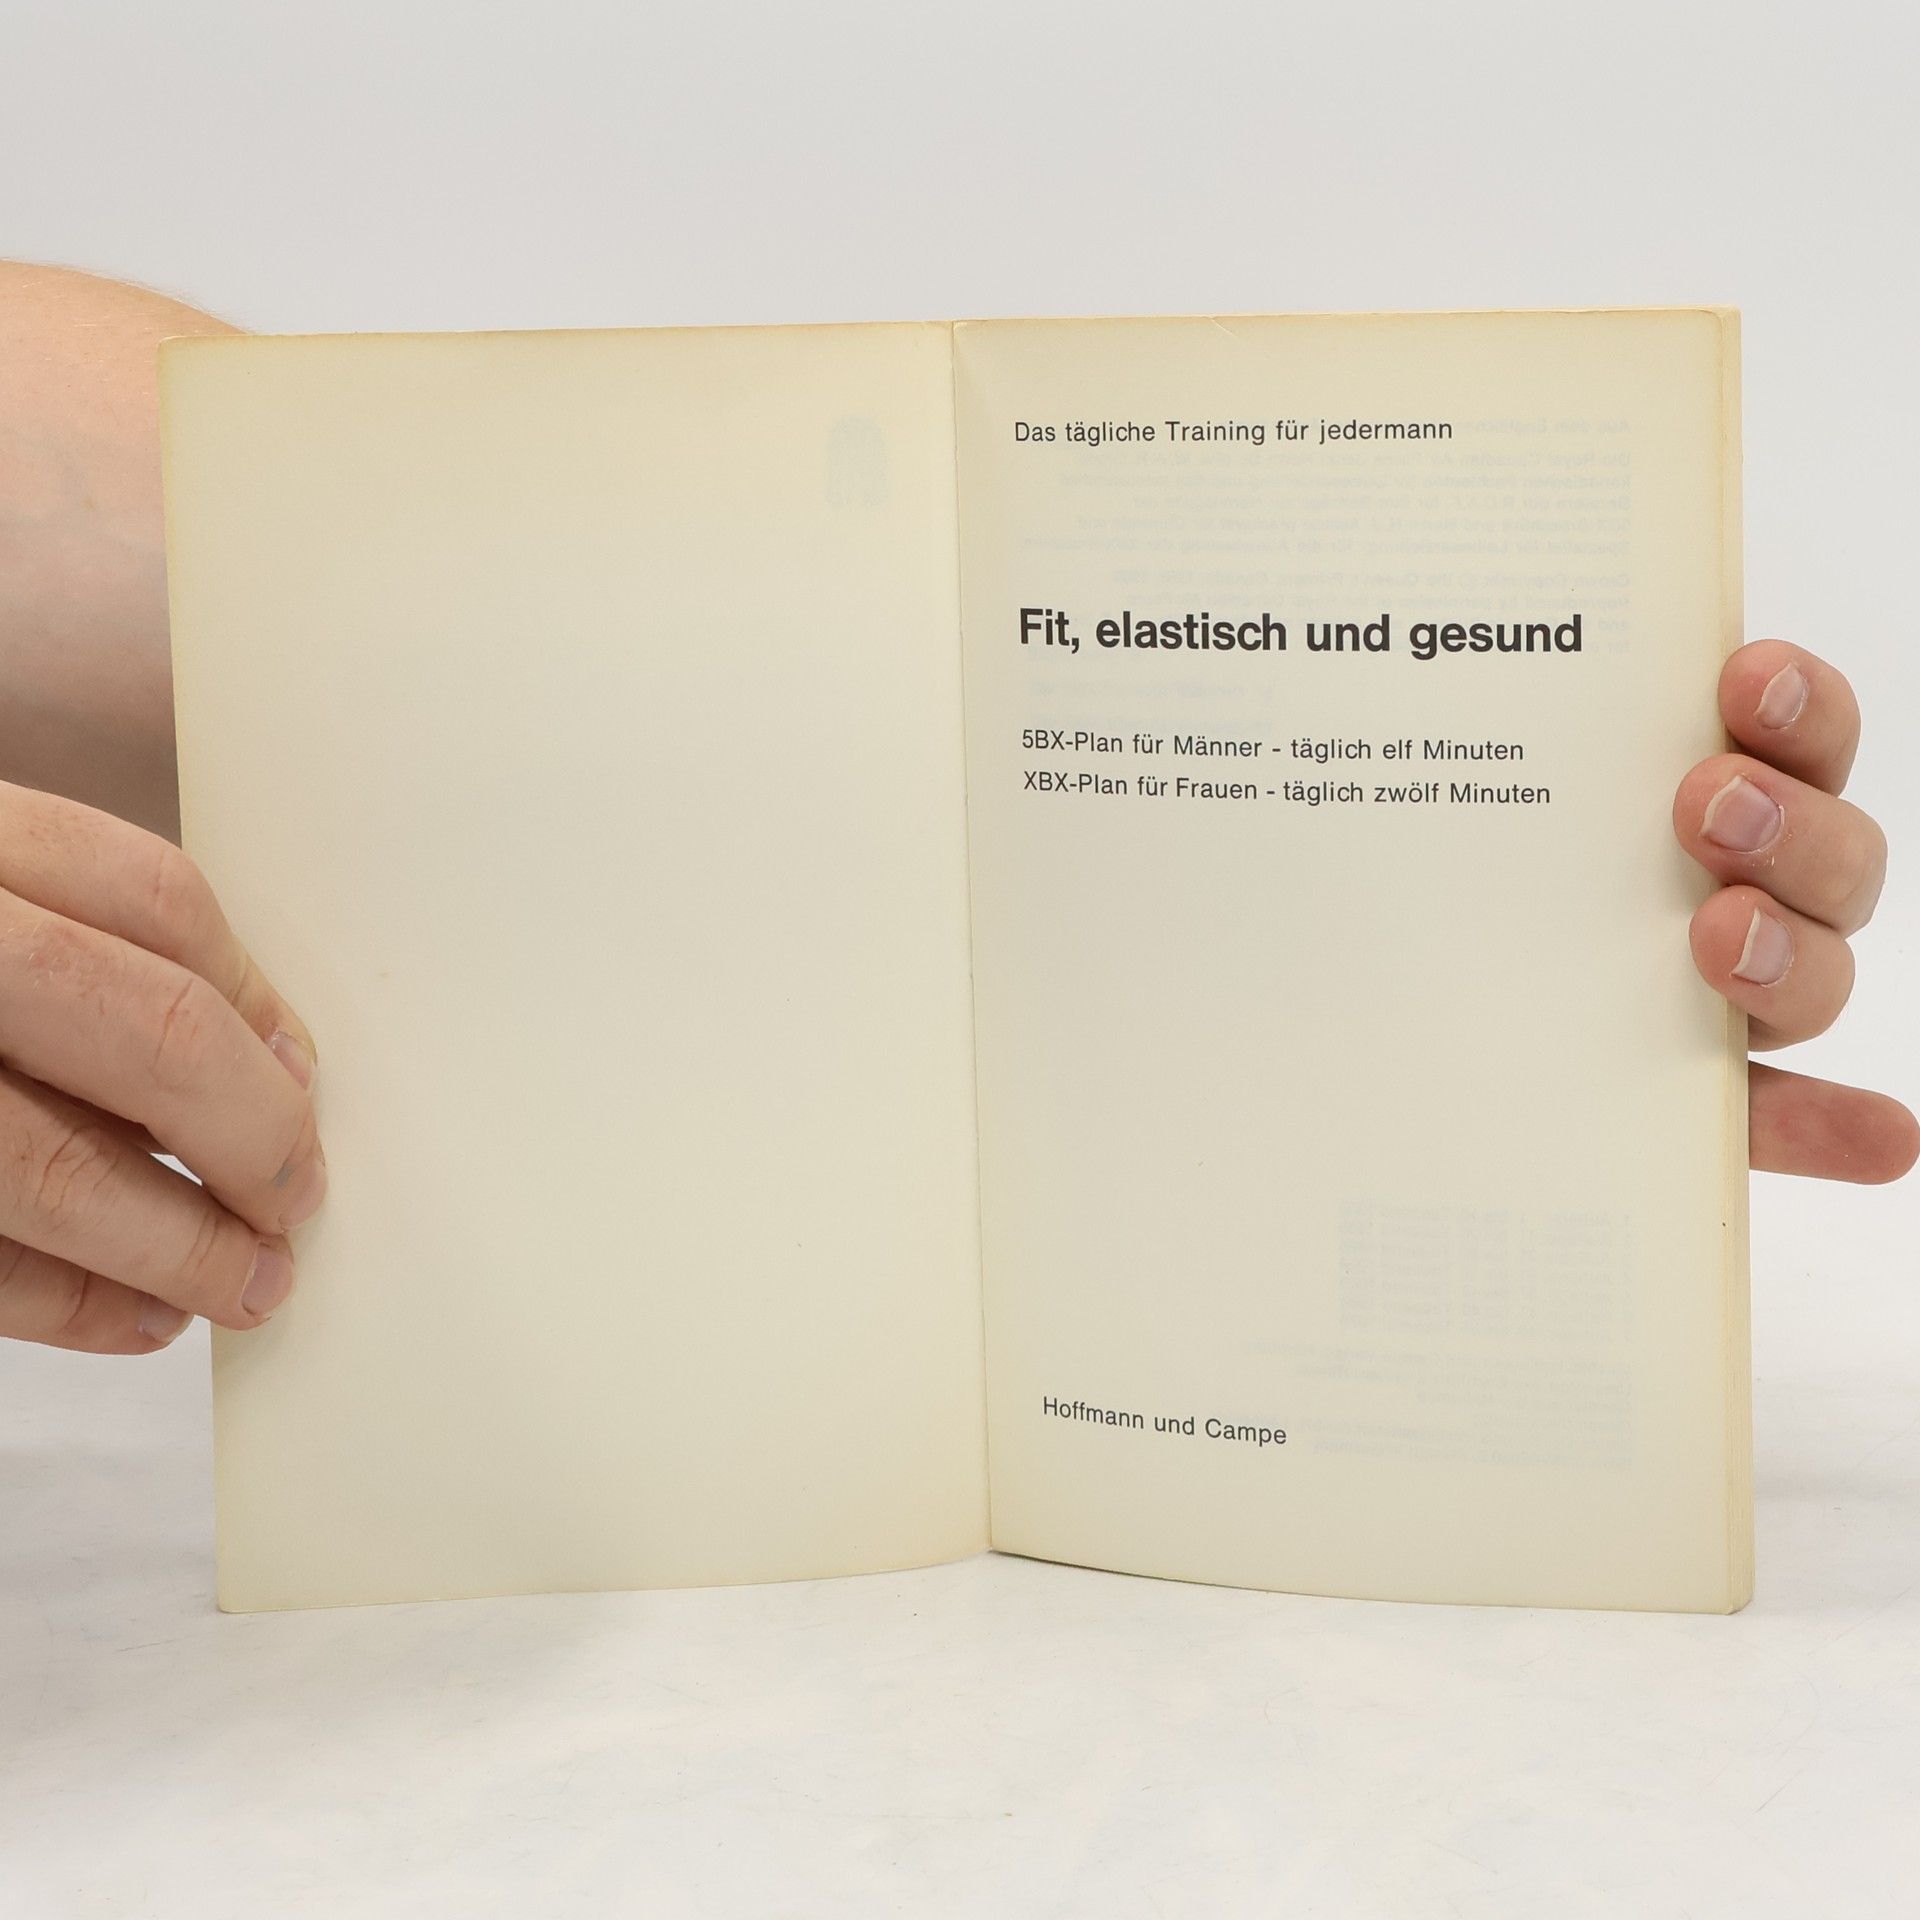 Das tägliche Training für jedermann
Fit, elastisch und gesund
5BX-Plan für Männer - täglich elf Minuten
XBX-Plan für Frauen - täglich zwölf Minuten
Hoffmann und Campe